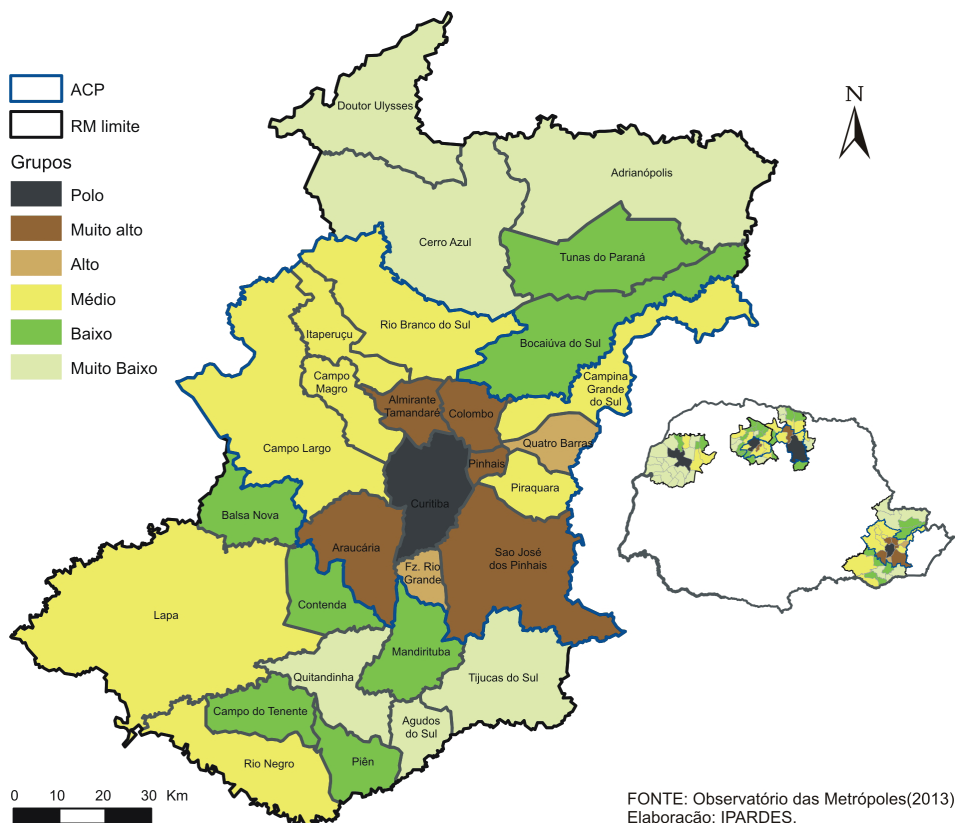 ACP
RM limite
Grupos
Polo
Muito alto
Alto
Médio
Baixo
Muito Baixo
N
Doutor Ulysses
Adrianópolis
Cerro Azul
Tunas do Paraná
Rio Branco do Sul
Itaperuçu
Bocaiúva do Sul
Campo
Magro
Campina
Grande
do Sul
Almirante
Tamandaré
Colombo
Quatro Barras
Campo Largo
Pinhais
Piraquara
Curitiba
Balsa Nova
Araucária
Sao José
dos Pinhais
Fz. Rio
Grande
Lapa
Contenda
Mandirituba
Quitandinha
Tijucas do Sul
Campo do Tenente
Agudos
do Sul
Rio Negro
Piên
0 10 20 30 Km
FONTE: Observatório das Metrópoles(2013)
Elaboração: IPARDES.